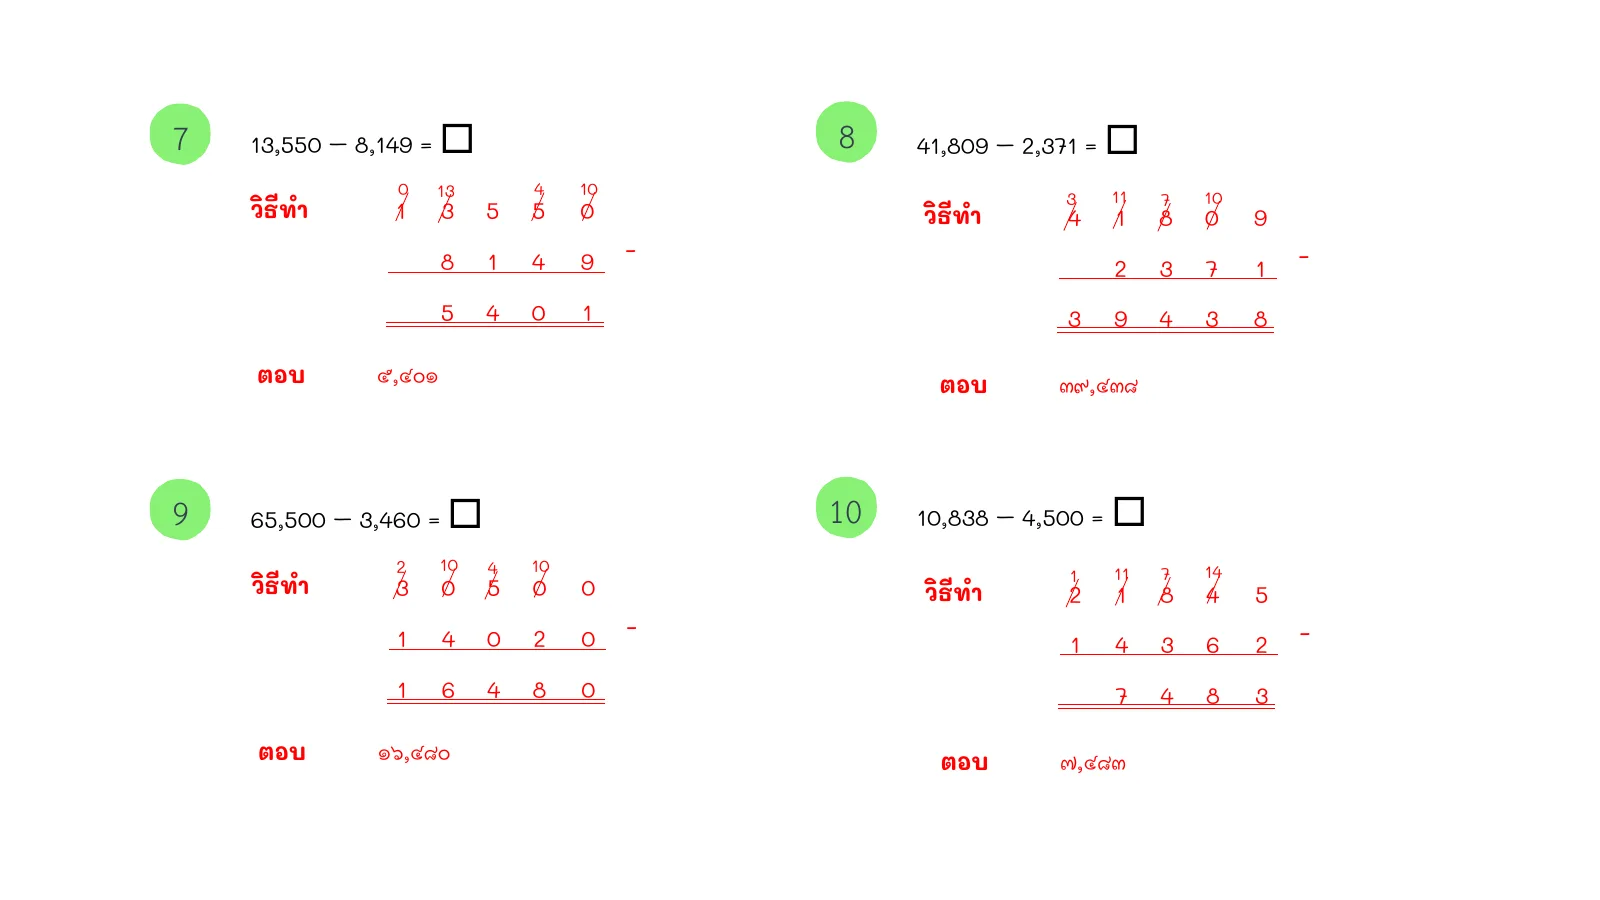 7
13,550 – 8,149 = □
วิธีทำ
0 13 4 10
1 3 5 5 0
8 1 4 9 -
5 4 0 1
ตอบ ๕,๔๐๑
8
41,809 – 2,371 = □
วิธีทำ
3 11 7 10
4 1 8 0 9
2 3 7 1 -
3 9 4 3 8
ตอบ ๓๙,๔๓๘
9
65,500 – 3,460 = □
วิธีทำ
2 10 4 10
3 0 5 0 0
1 4 0 2 0 -
1 6 4 8 0
ตอบ ๑๖,๔๘๐
10
10,838 – 4,500 = □
วิธีทำ
1 11 7 14
2 1 8 4 5
1 4 3 6 2 -
7 4 8 3
ตอบ ๗,๔๘๓